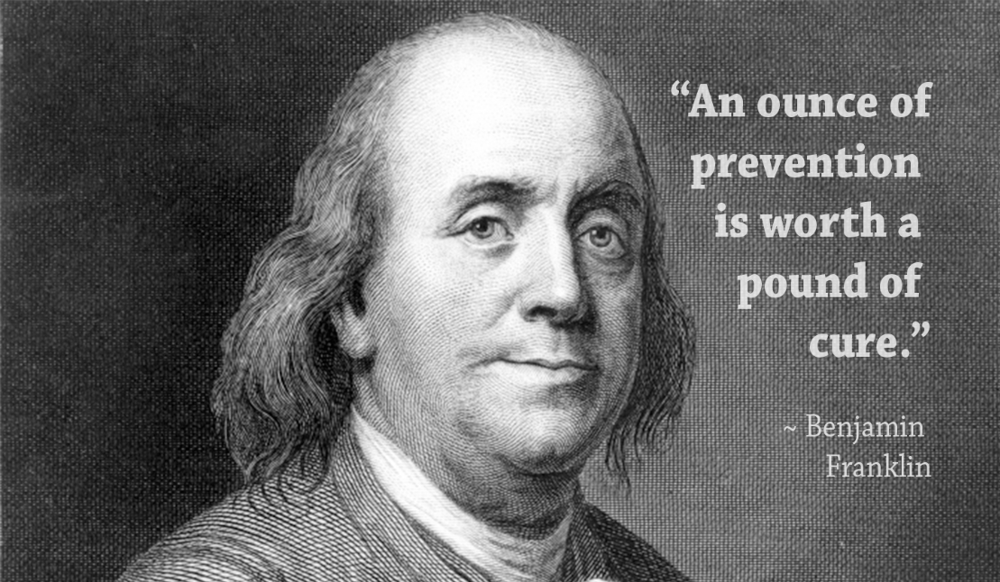 “An ounce of
prevention
is worth a
pound of
cure.”
~ Benjamin
Franklin